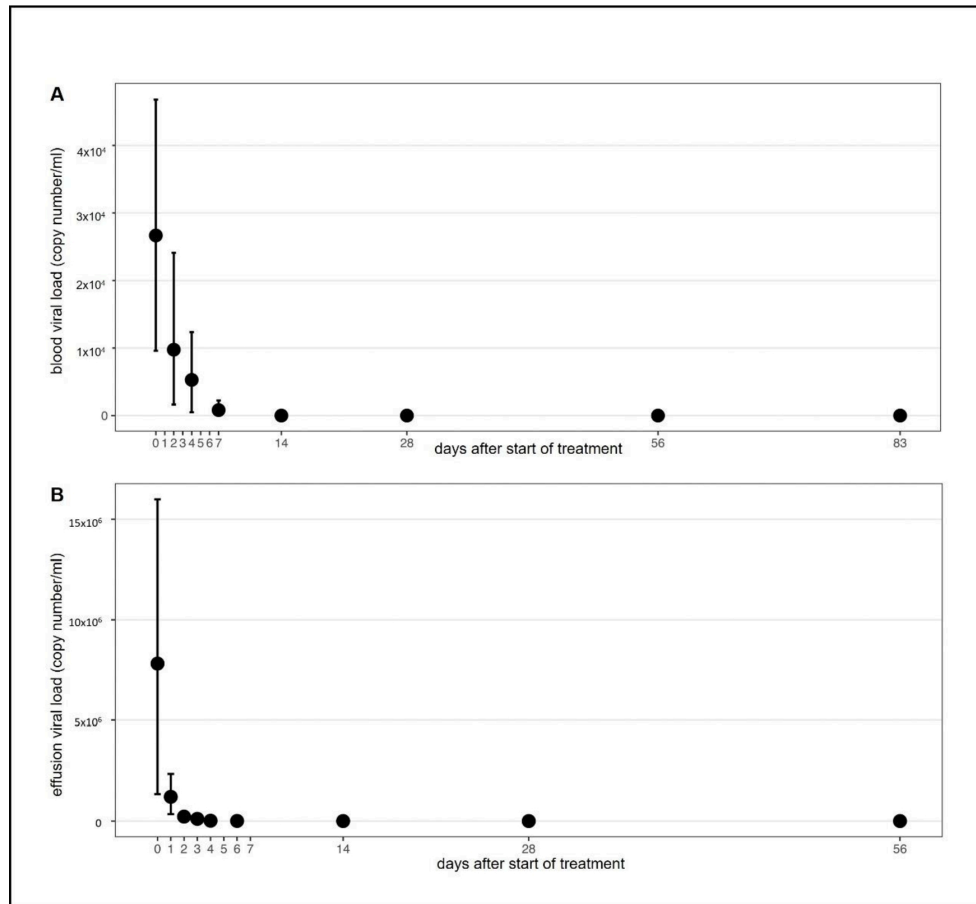 A
blood viral load (copy number/ml)
4x10⁴
3x10⁴
2x10⁴
1x10⁴
0
0 1 2 3 4 5 6 7 14 28 56 83
days after start of treatment
B
effusion viral load (copy number/ml)
15x10⁶
10x10⁶
5x10⁶
0
0 1 2 3 4 5 6 7 14 28 56
days after start of treatment